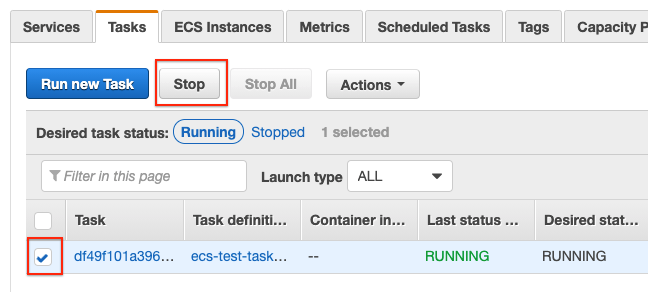 Services Tasks ECS Instances Metrics Scheduled Tasks Tags Capacity P
Run new Task Stop Stop All Actions
Desired task status: Running Stopped 1 selected
Filter in this page Launch type ALL
Task Task definiti... Container in... Last status ... Desired stat...
df49f101a396... ecs-test-task... -- RUNNING RUNNING